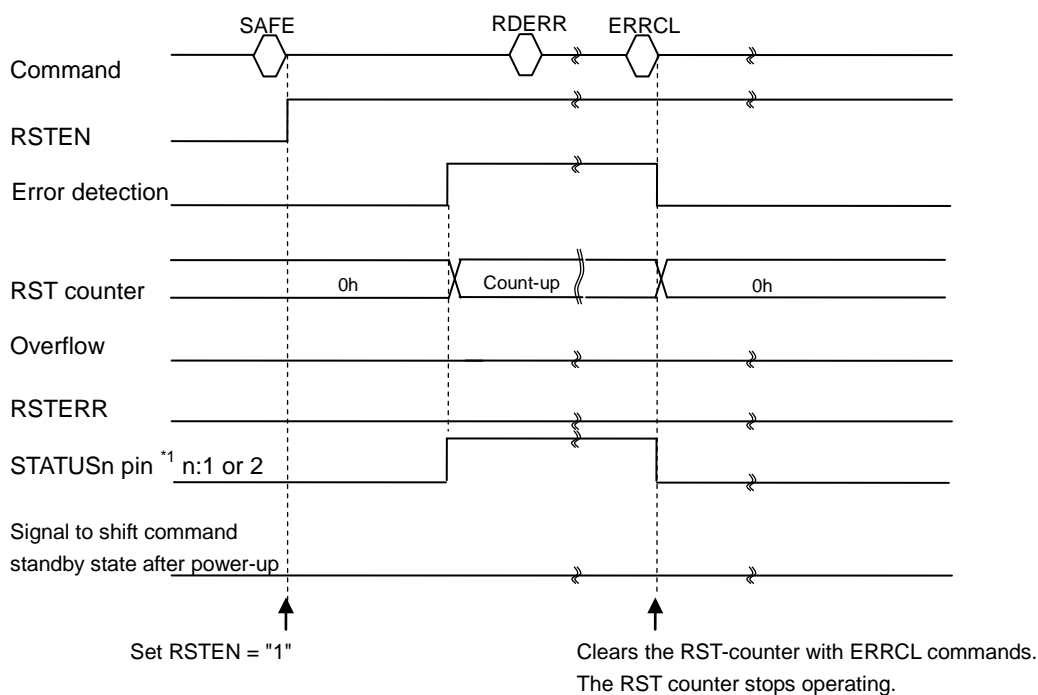 SAFE RDERR ERRCL
Command
RSTEN
Error detection
RST counter 0h Count-up 0h
Overflow
RSTERR
STATUSn pin *1 n:1 or 2
Signal to shift command
standby state after power-up
Set RSTEN = "1"
Clears the RST-counter with ERRCL commands.
The RST counter stops operating.